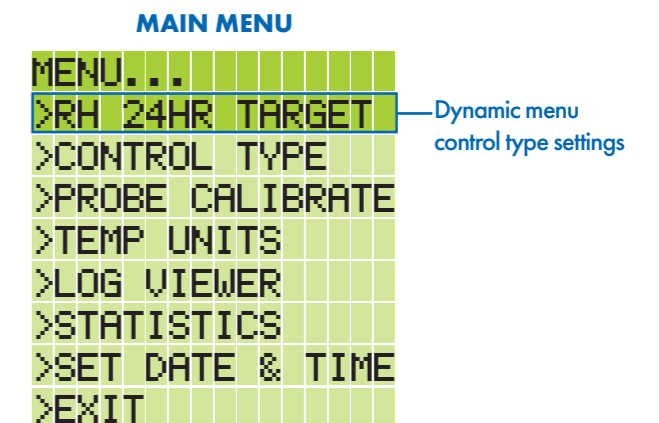 MAIN MENU
MENU...
>RH 24HR TARGET
Dynamic menu
control type settings
>CONTROL TYPE
>PROBE CALIBRATE
>TEMP UNITS
>LOG VIEWER
>STATISTICS
>SET DATE & TIME
>EXIT